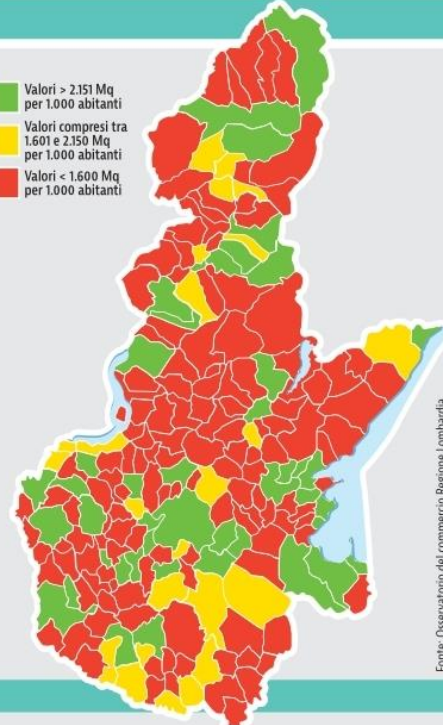 Valori > 2.151 Mq
per 1.000 abitanti
Valori compresi tra
1.601 e 2.150 Mq
per 1.000 abitanti
Valori < 1.600 Mq
per 1.000 abitanti
Fonte: Osservatorio del commercio Regione Lombardia